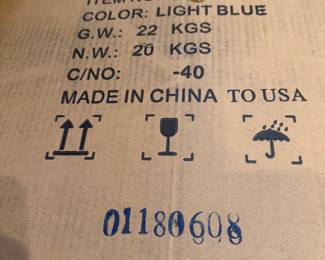 COLOR: LIGHT BLUE
G.W.: 22 KGS
N.W.: 20 KGS
C/NO: -40
MADE IN CHINA TO USA
01180608